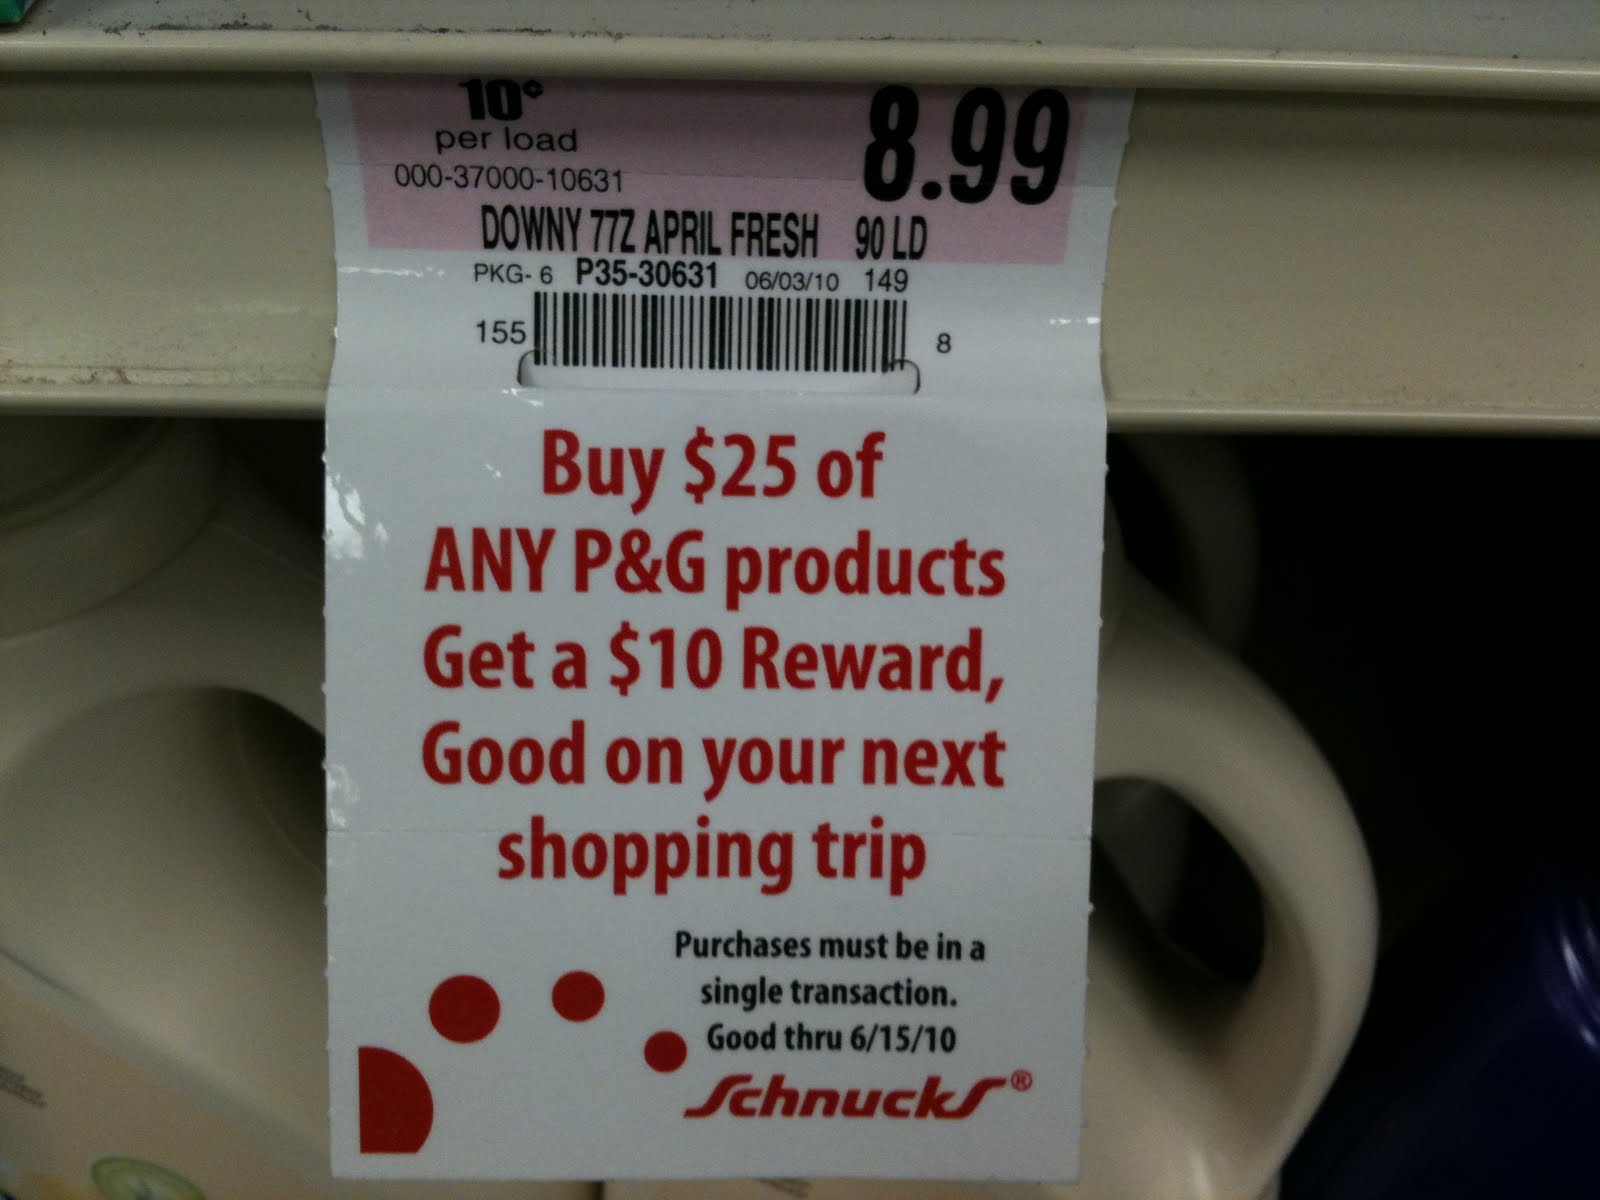 10¢ 8.99
per load
000-37000-10631
DOWNY 77Z APRIL FRESH 90 LD
PKG- 6 P35-30631 06/03/10 149
155 8
Buy $25 of
ANY P&G products
Get a $10 Reward,
Good on your next
shopping trip
Purchases must be in a
single transaction.
Good thru 6/15/10
Schnucks®